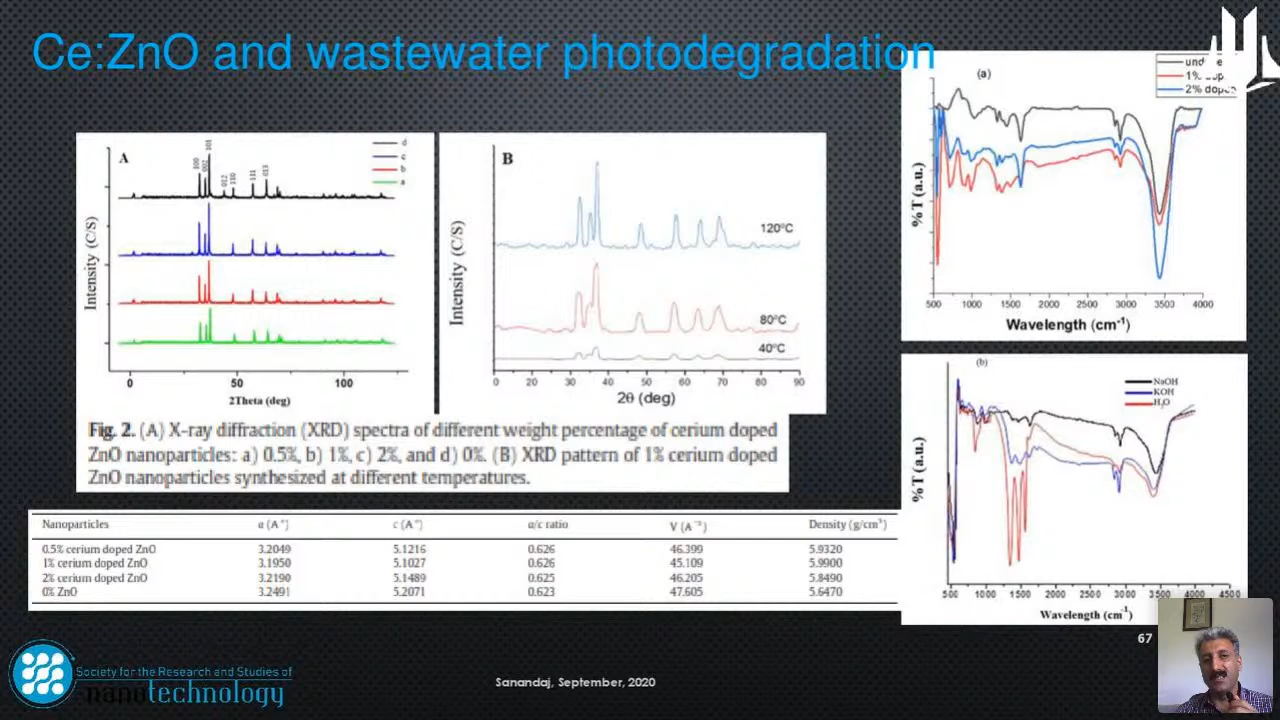 Ce:ZnO and wastewater photodegradation
A
d
c
b
a
100
002
101
012
110
111
013
Intensity (C/S)
0
50
100
2Theta (deg)
B
120°C
80°C
40°C
Intensity (C/S)
0 10 20 30 40 50 60 70 80 90
2θ (deg)
Fig. 2. (A) X-ray diffraction (XRD) spectra of different weight percentage of cerium doped
ZnO nanoparticles: a) 0.5%, b) 1%, c) 2%, and d) 0%. (B) XRD pattern of 1% cerium doped
ZnO nanoparticles synthesized at different temperatures.
Nanoparticles a (A°) c (A°) a/c ratio V (A⁻³) Density (g/cm³)
0.5% cerium doped ZnO 3.2049 5.1216 0.626 46.399 5.9320
1% cerium doped ZnO 3.1950 5.1027 0.626 45.109 5.9900
2% cerium doped ZnO 3.2190 5.1489 0.625 46.205 5.8490
0% ZnO 3.2491 5.2071 0.623 47.605 5.6470
(a)
1%
2% doped
%T (a.u.)
500 1000 1500 2000 2500 3000 3500 4000
Wavelength (cm⁻¹)
(b)
NaOH
KOH
H₂O
%T (a.u.)
500 1000 1500 2000 2500 3000 3500 4000 4500
Wavelength (cm⁻¹)
67
Society for the Research and Studies of
nanotechnology
Sanandaj, September, 2020